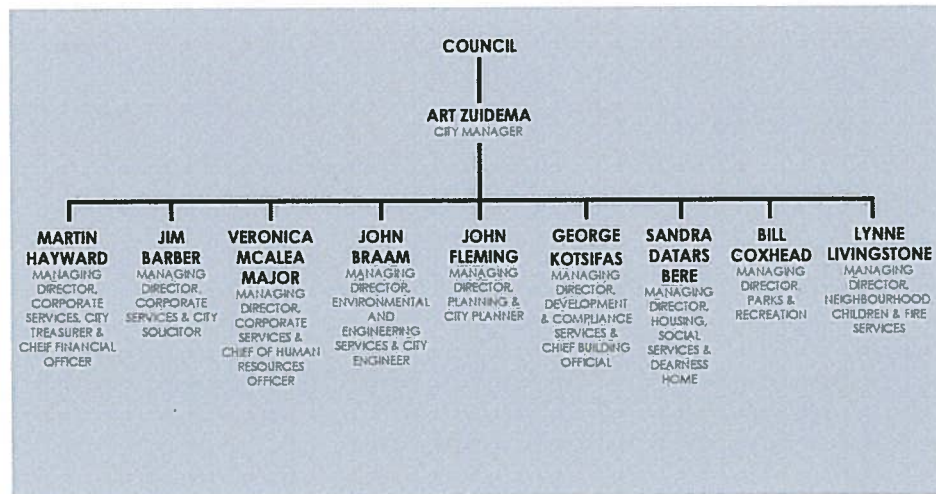 COUNCIL
ART ZUIDEMA
CITY MANAGER
MARTIN
HAYWARD
MANAGING
DIRECTOR,
CORPORATE
SERVICES, CITY
TREASURER &
CHEIF FINANCIAL
OFFICER
JIM
BARBER
MANAGING
DIRECTOR,
CORPORATE
SERVICES & CITY
SOLICITOR
VERONICA
MCALEA
MAJOR
MANAGING
DIRECTOR,
CORPORATE
SERVICES &
CHIEF OF HUMAN
RESOURCES
OFFICER
JOHN
BRAAM
MANAGING
DIRECTOR,
ENVIRONMENTAL
AND
ENGINEERING
SERVICES & CITY
ENGINEER
JOHN
FLEMING
MANAGING
DIRECTOR,
PLANNING &
CITY PLANNER
GEORGE
KOTSIFAS
MANAGING
DIRECTOR,
DEVELOPMENT
& COMPLIANCE
SERVICES &
CHIEF BUILDING
OFFICIAL
SANDRA
DATARS
BERE
MANAGING
DIRECTOR,
HOUSING,
SOCIAL
SERVICES &
DEARNESS
HOME
BILL
COXHEAD
MANAGING
DIRECTOR,
PARKS &
RECREATION
LYNNE
LIVINGSTONE
MANAGING
DIRECTOR,
NEIGHBOURHOOD
CHILDREN & FIRE
SERVICES